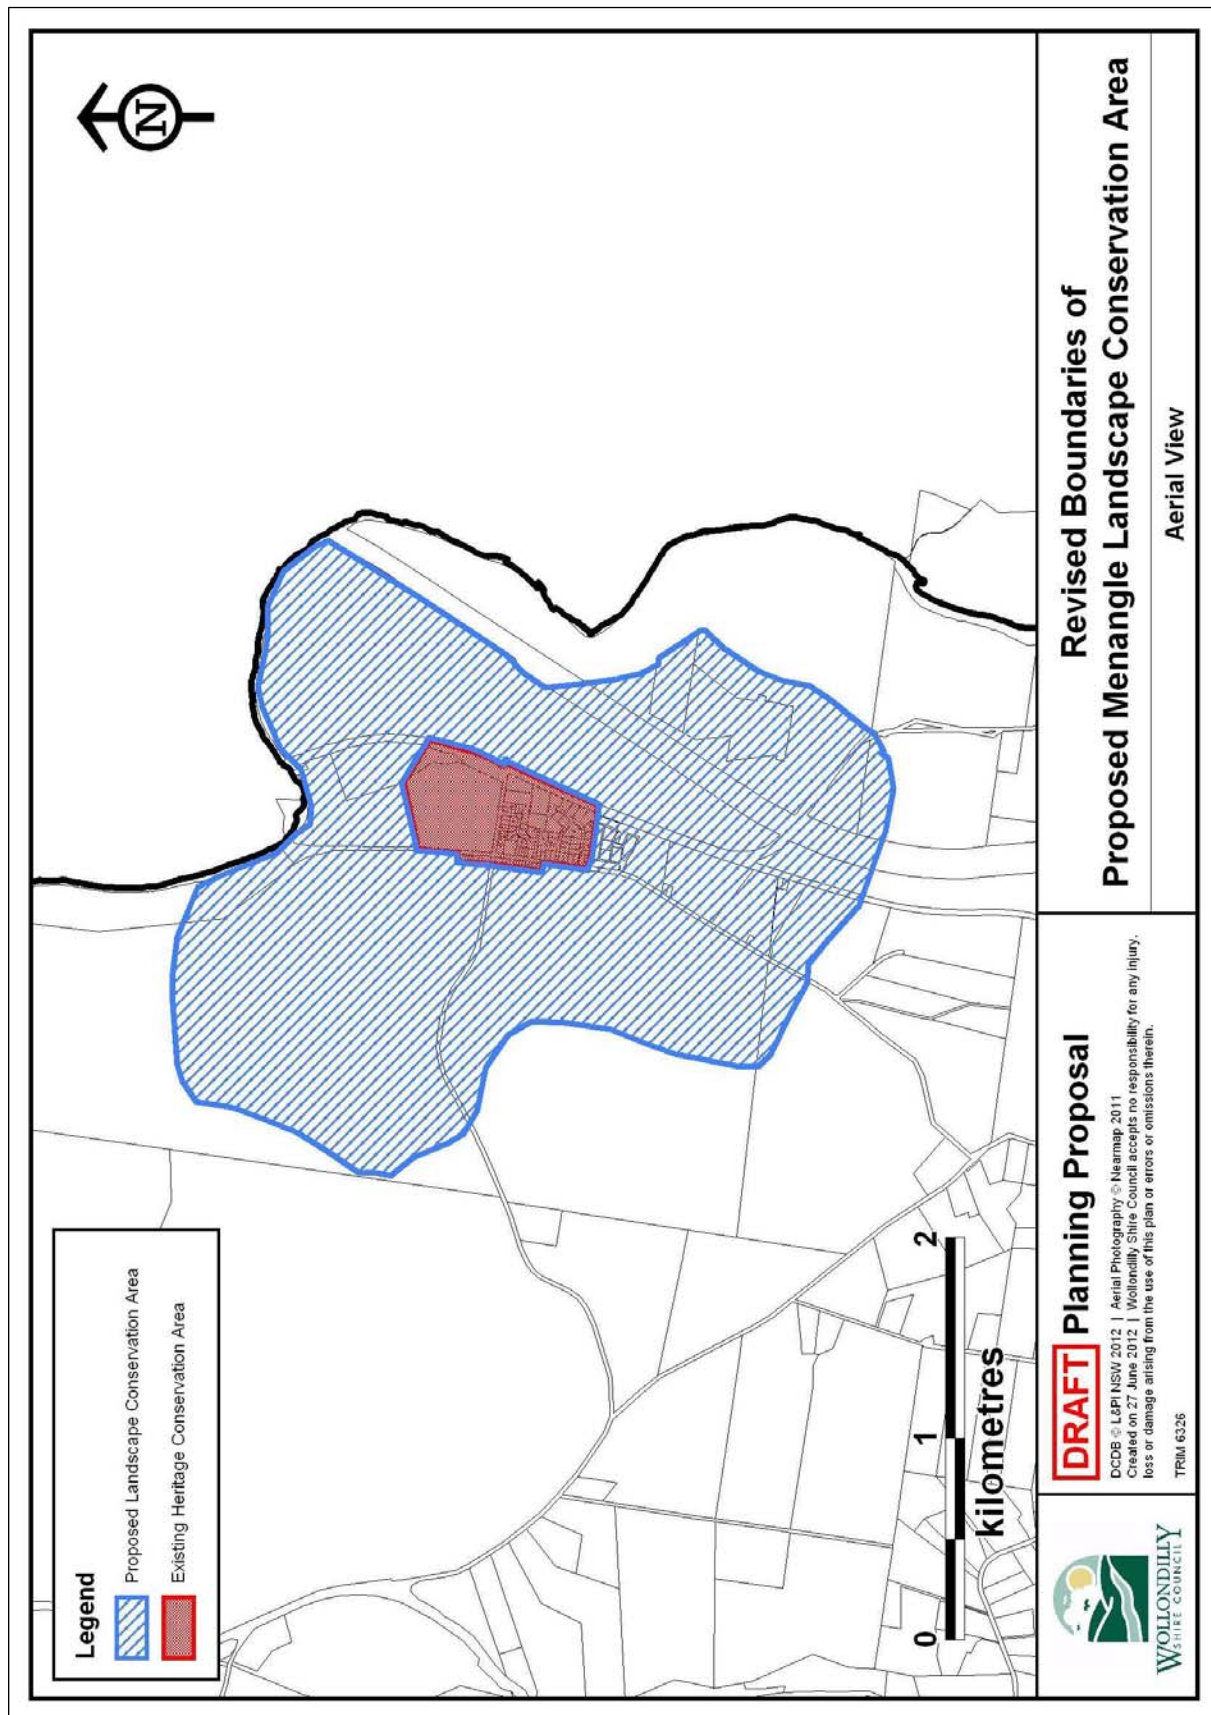 N
Legend
Proposed Landscape Conservation Area
Existing Heritage Conservation Area
0 1 2
kilometres
WOLLONDILLY
SHIRE COUNCIL
DRAFT Planning Proposal
DCDB © L&PI NSW 2012 | Aerial Photography © Nearmap 2011
Created on 27 June 2012 | Wollondilly Shire Council accepts no responsibility for any injury,
loss or damage arising from the use of this plan or errors or omissions therein.
TRIM 6326
Revised Boundaries of
Proposed Menangle Landscape Conservation Area
Aerial View